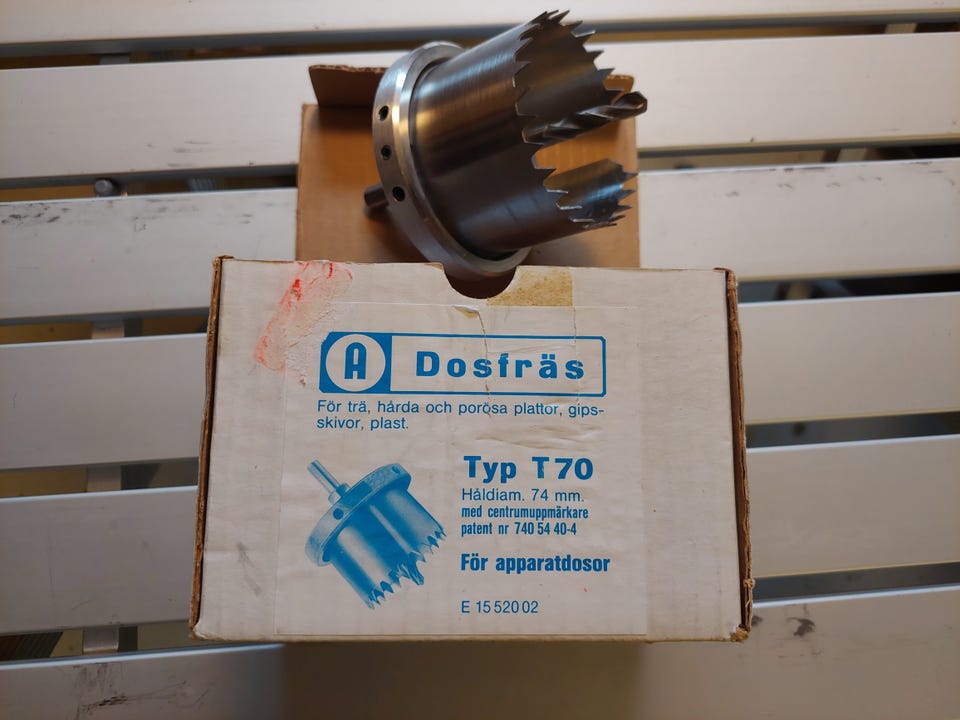 A Dosfräs
För trä, hårda och porösa plattor, gips-
skivor, plast.
Typ T70
Håldiam. 74 mm.
med centrumuppmärkare
patent nr 740 54 40-4
För apparatdosor
E 15 520 02